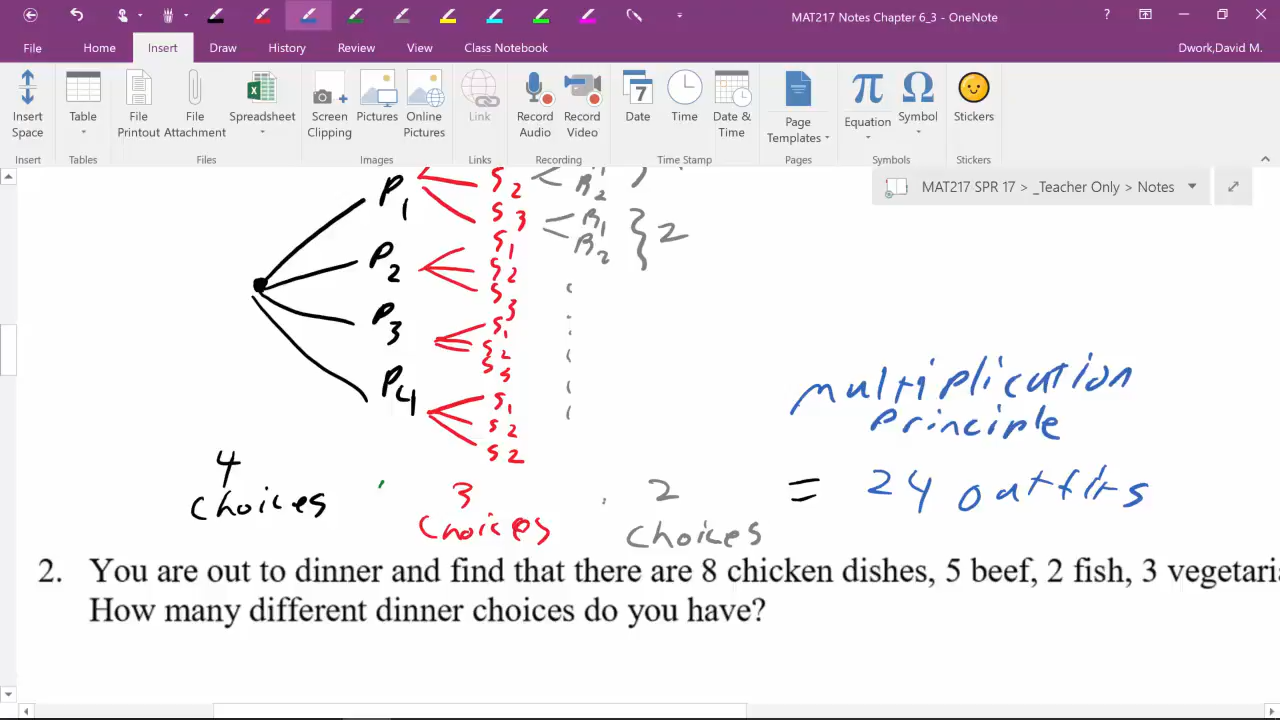 MAT217 Notes Chapter 6_3 - OneNote
?
Dwork,David M.
File Home Insert Draw History Review View Class Notebook
Insert Space
Table
File Printout
File Attachment
Spreadsheet
Screen Clipping
Pictures
Online Pictures
Link
Record Audio
Record Video
7
Date
Time
Date & Time
Page Templates
π
Equation
Ω
Symbol
Stickers
Insert Tables Files Images Links Recording Time Stamp Pages Symbols Stickers
MAT217 SPR 17 > _Teacher Only > Notes
P1
S2
S3
B2
B1
B2
} 2
P2
S1
S2
S3
P3
S1
S2
P4
S1
S2
S2
multiplication
Principle
4 choices · 3 choices · 2 choices = 24 outfits
2. You are out to dinner and find that there are 8 chicken dishes, 5 beef, 2 fish, 3 vegetaria
How many different dinner choices do you have?